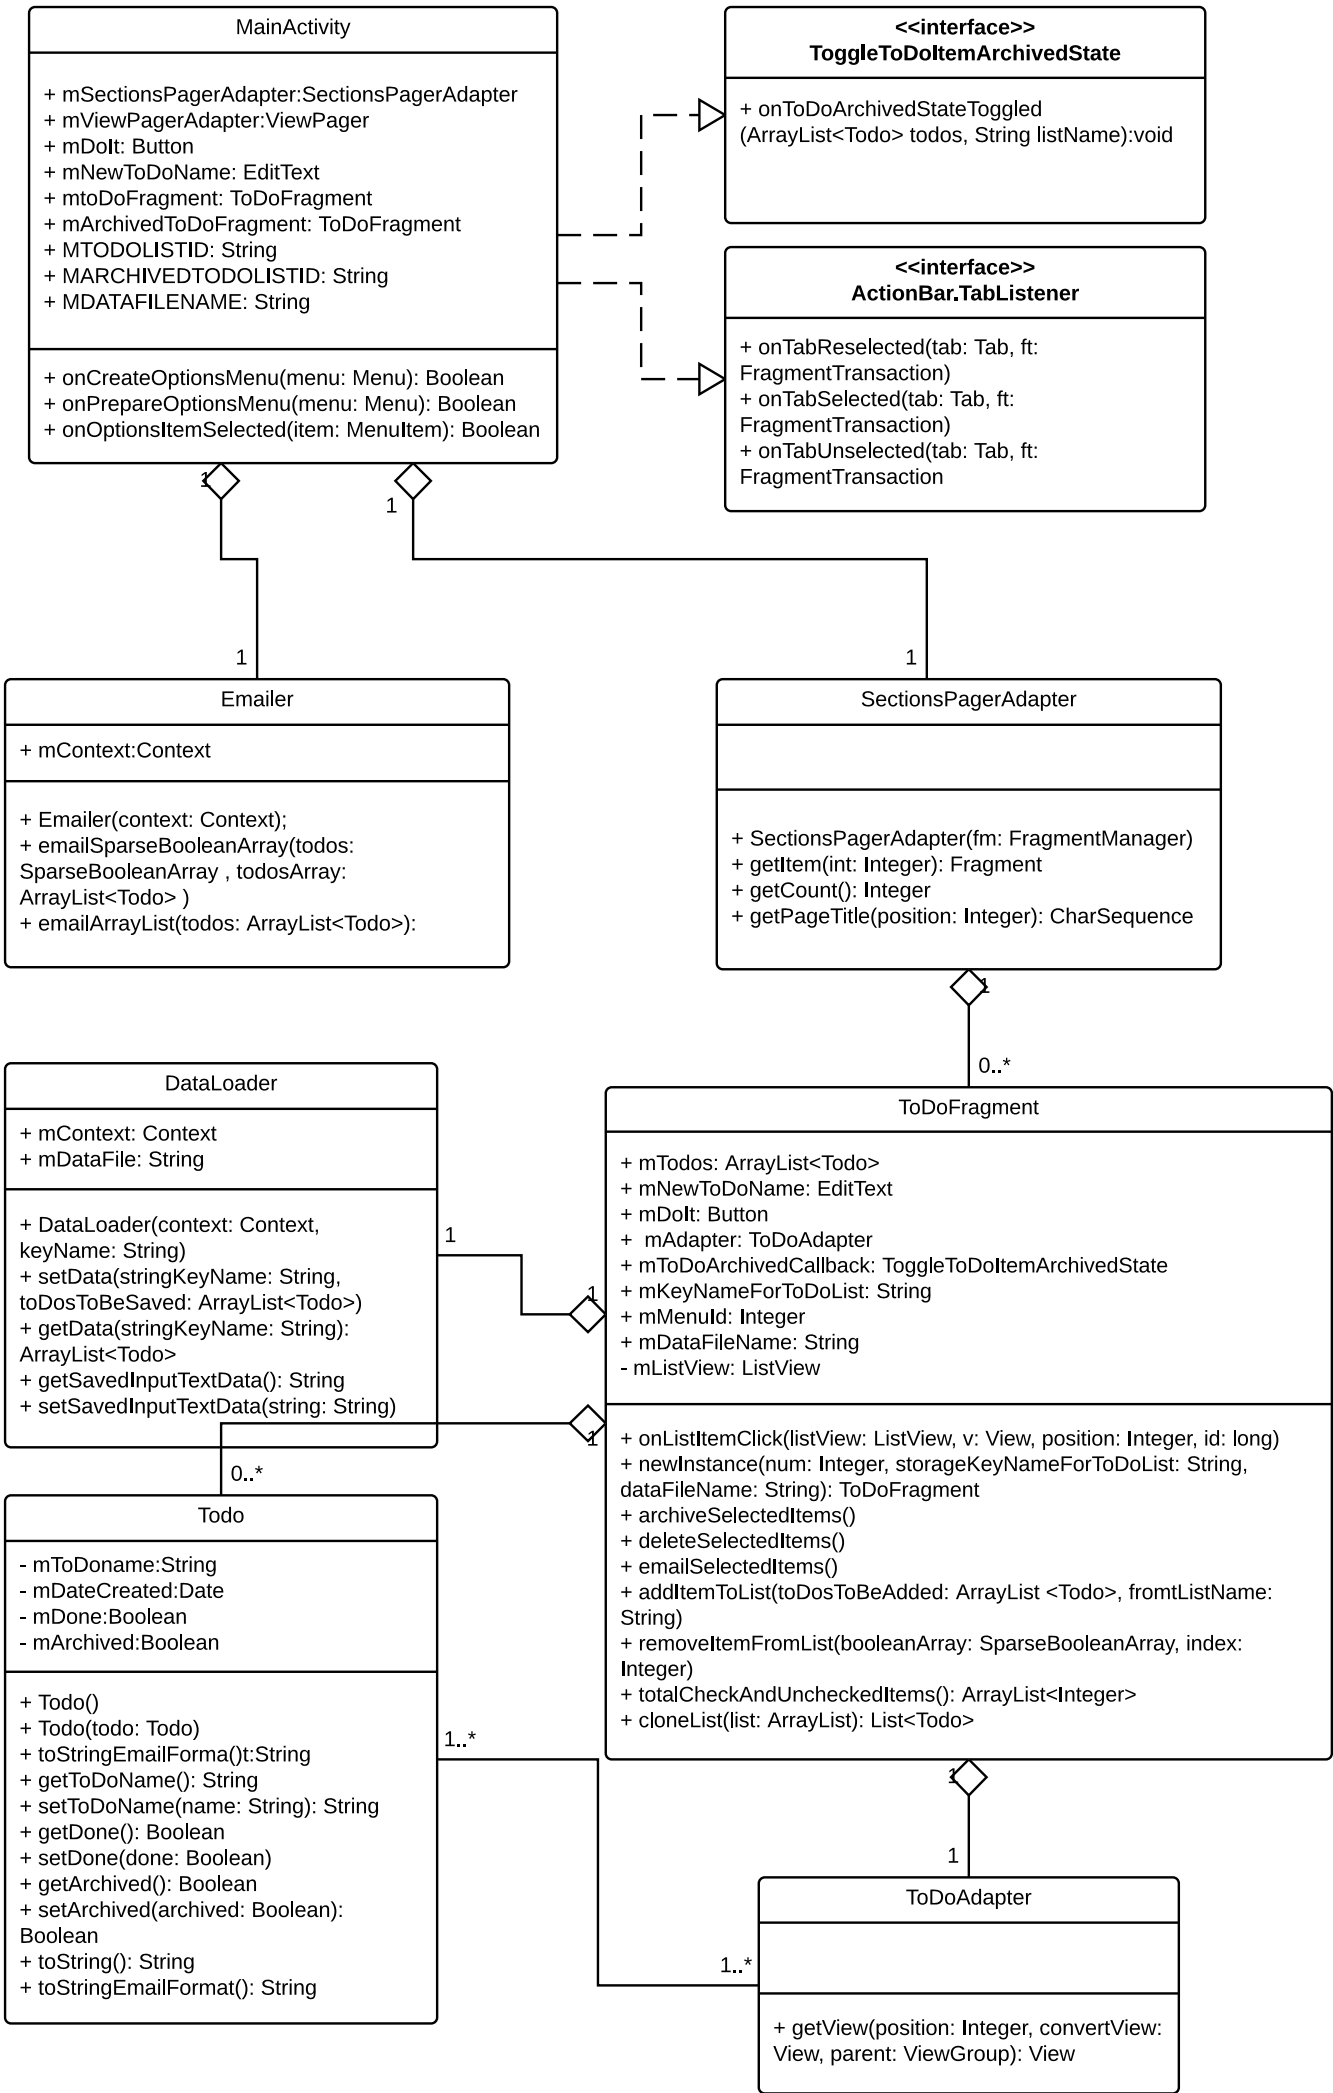 MainActivity
+ mSectionsPagerAdapter:SectionsPagerAdapter
+ mViewPagerAdapter:ViewPager
+ mDoIt: Button
+ mNewToDoName: EditText
+ mtoDoFragment: ToDoFragment
+ mArchivedToDoFragment: ToDoFragment
+ MTODOLISTID: String
+ MARCHIVEDTODOLISTID: String
+ MDATAFILENAME: String
+ onCreateOptionsMenu(menu: Menu): Boolean
+ onPrepareOptionsMenu(menu: Menu): Boolean
+ onOptionsItemSelected(item: MenuItem): Boolean
<<interface>>
ToggleToDoItemArchivedState
+ onToDoArchivedStateToggled
(ArrayList<Todo> todos, String listName):void
<<interface>>
ActionBar.TabListener
+ onTabReselected(tab: Tab, ft:
FragmentTransaction)
+ onTabSelected(tab: Tab, ft:
FragmentTransaction)
+ onTabUnselected(tab: Tab, ft:
FragmentTransaction
1
1
1
1
Emailer
+ mContext:Context
+ Emailer(context: Context);
+ emailSparseBooleanArray(todos:
SparseBooleanArray , todosArray:
ArrayList<Todo> )
+ emailArrayList(todos: ArrayList<Todo>):
SectionsPagerAdapter
+ SectionsPagerAdapter(fm: FragmentManager)
+ getItem(int: Integer): Fragment
+ getCount(): Integer
+ getPageTitle(position: Integer): CharSequence
1
0..*
DataLoader
+ mContext: Context
+ mDataFile: String
+ DataLoader(context: Context,
keyName: String)
+ setData(stringKeyName: String,
toDosToBeSaved: ArrayList<Todo>)
+ getData(stringKeyName: String):
ArrayList<Todo>
+ getSavedInputTextData(): String
+ setSavedInputTextData(string: String)
1
1
1
0..*
ToDoFragment
+ mTodos: ArrayList<Todo>
+ mNewToDoName: EditText
+ mDoIt: Button
+  mAdapter: ToDoAdapter
+ mToDoArchivedCallback: ToggleToDoItemArchivedState
+ mKeyNameForToDoList: String
+ mMenuId: Integer
+ mDataFileName: String
- mListView: ListView
+ onListItemClick(listView: ListView, v: View, position: Integer, id: long)
+ newInstance(num: Integer, storageKeyNameForToDoList: String,
dataFileName: String): ToDoFragment
+ archiveSelectedItems()
+ deleteSelectedItems()
+ emailSelectedItems()
+ addItemToList(toDosToBeAdded: ArrayList <Todo>, fromtListName:
String)
+ removeItemFromList(booleanArray: SparseBooleanArray, index:
Integer)
+ totalCheckAndUncheckedItems(): ArrayList<Integer>
+ cloneList(list: ArrayList): List<Todo>
Todo
- mToDoname:String
- mDateCreated:Date
- mDone:Boolean
- mArchived:Boolean
+ Todo()
+ Todo(todo: Todo)
+ toStringEmailForma()t:String
+ getToDoName(): String
+ setToDoName(name: String): String
+ getDone(): Boolean
+ setDone(done: Boolean)
+ getArchived(): Boolean
+ setArchived(archived: Boolean):
Boolean
+ toString(): String
+ toStringEmailFormat(): String
1..*
1..*
1
1
ToDoAdapter
+ getView(position: Integer, convertView:
View, parent: ViewGroup): View